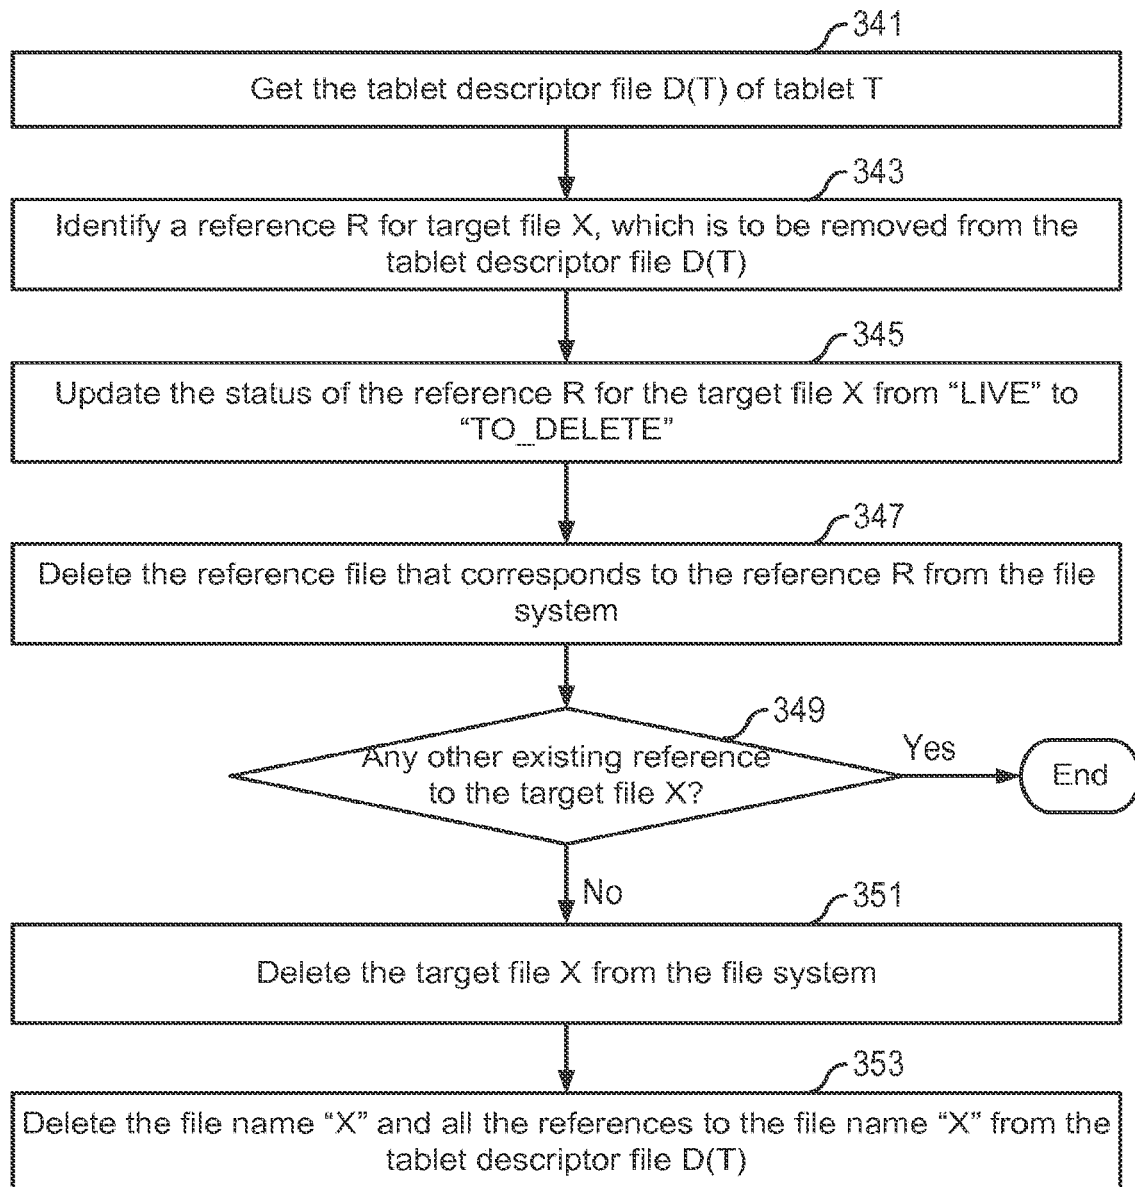 341
Get the tablet descriptor file D(T) of tablet T
343
Identify a reference R for target file X, which is to be removed from the
tablet descriptor file D(T)
345
Update the status of the reference R for the target file X from “LIVE” to
“TO_DELETE”
347
Delete the reference file that corresponds to the reference R from the file
system
349
Any other existing reference
to the target file X?
Yes
End
No
351
Delete the target file X from the file system
353
Delete the file name “X” and all the references to the file name “X” from the
tablet descriptor file D(T)